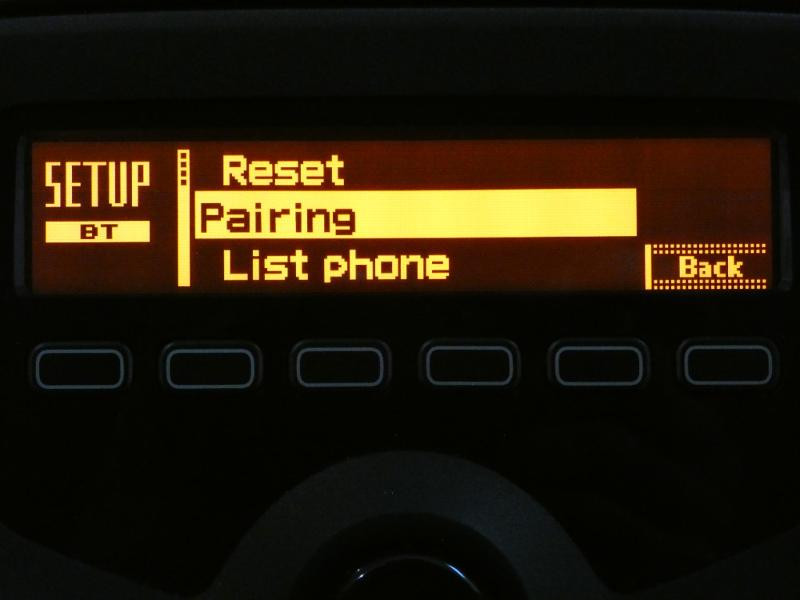 SETUP
BT
Reset
Pairing
List phone
Back